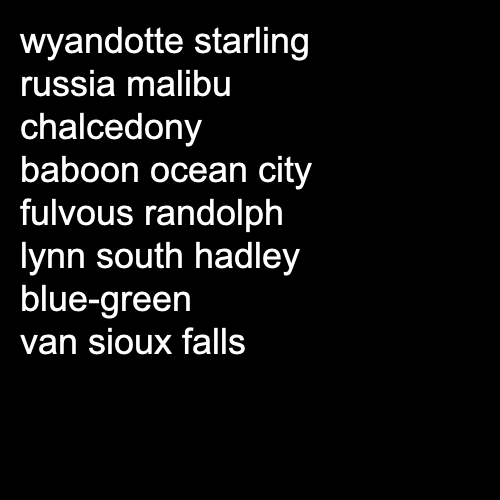 wyandotte starling
russia malibu
chalcedony
baboon ocean city
fulvous randolph
lynn south hadley
blue-green
van sioux falls